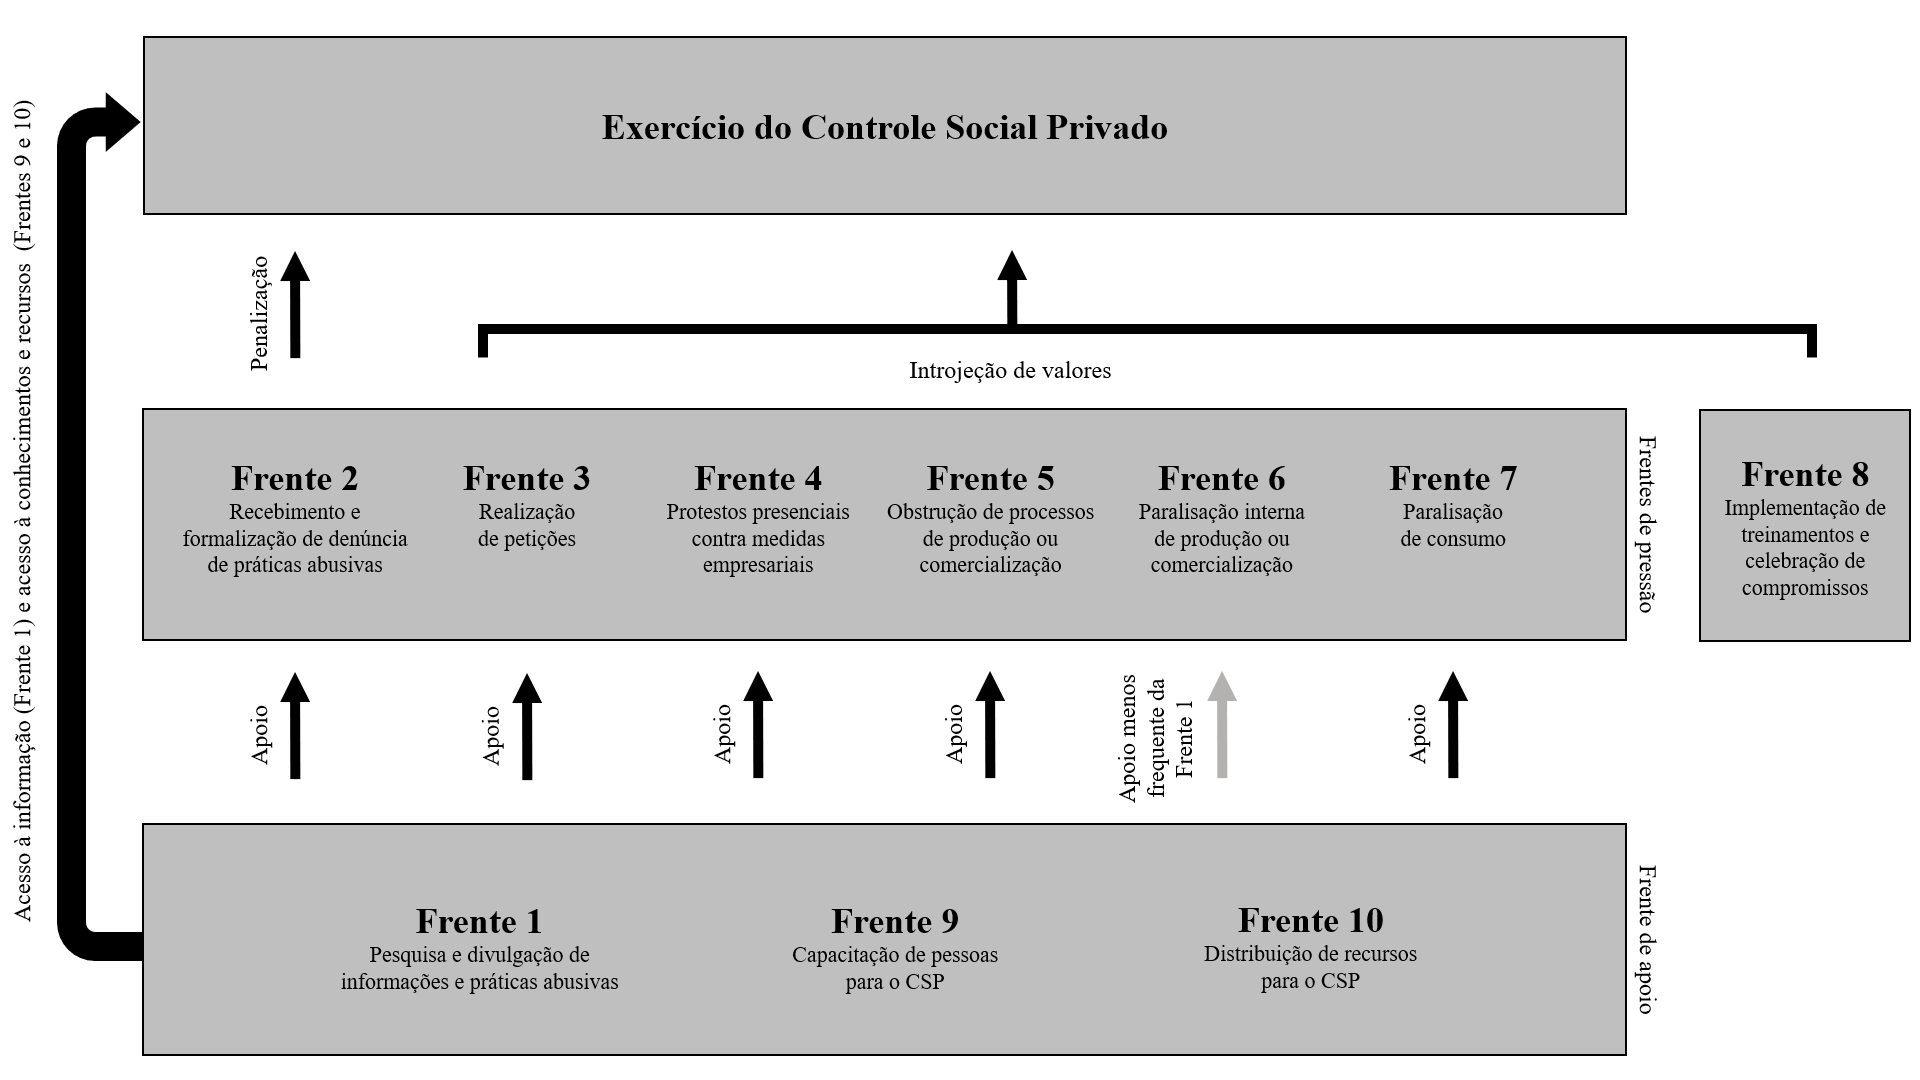 Exercício do Controle Social Privado
Acesso à informação (Frente 1) e acesso à conhecimentos e recursos (Frentes 9 e 10)
Penalização
Introjeção de valores
Frente 2
Recebimento e
formalização de denúncia
de práticas abusivas
Frente 3
Realização
de petições
Frente 4
Protestos presenciais
contra medidas
empresariais
Frente 5
Obstrução de processos
de produção ou
comercialização
Frente 6
Paralisação interna
de produção ou
comercialização
Frente 7
Paralisação
de consumo
Frentes de pressão
Frente 8
Implementação de
treinamentos e
celebração de
compromissos
Apoio
Apoio
Apoio
Apoio
Apoio menos
frequente da
Frente 1
Apoio
Frente 1
Pesquisa e divulgação de
informações e práticas abusivas
Frente 9
Capacitação de pessoas
para o CSP
Frente 10
Distribuição de recursos
para o CSP
Frente de apoio